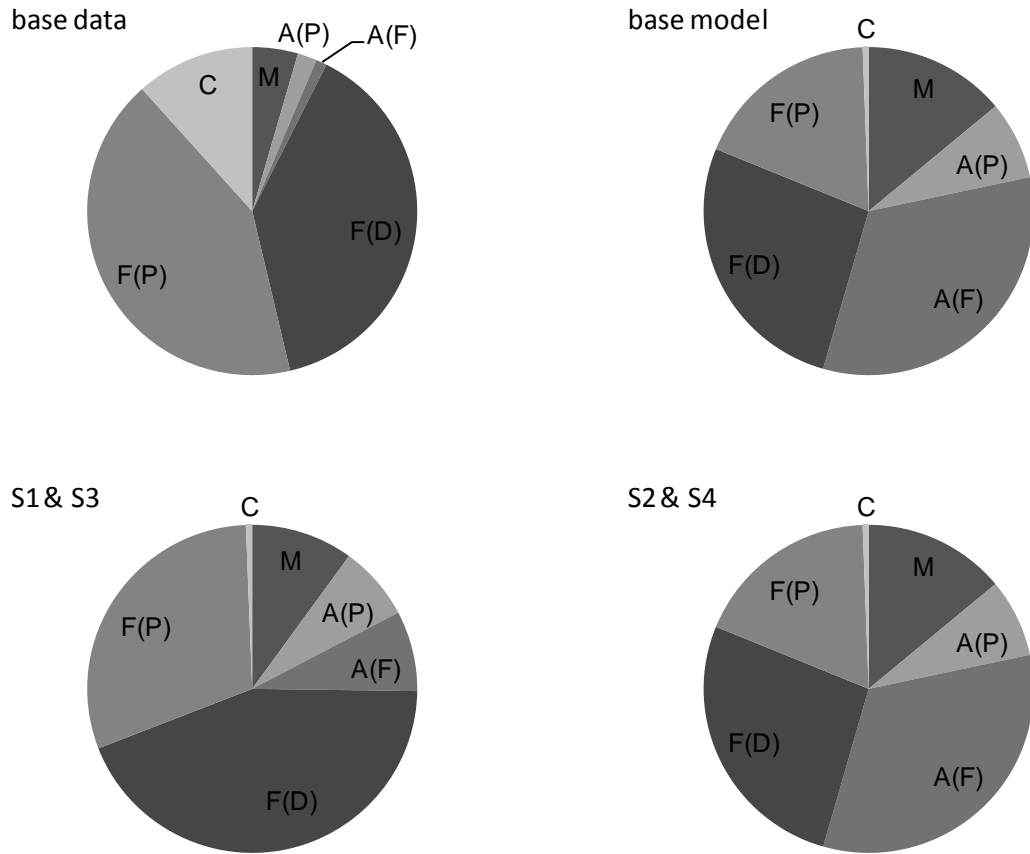 base data
A(P)
A(F)
C
M
F(D)
F(P)
base model
C
M
F(P)
A(P)
F(D)
A(F)
S1 & S3
C
M
A(P)
F(P)
A(F)
F(D)
S2 & S4
C
M
F(P)
A(P)
F(D)
A(F)